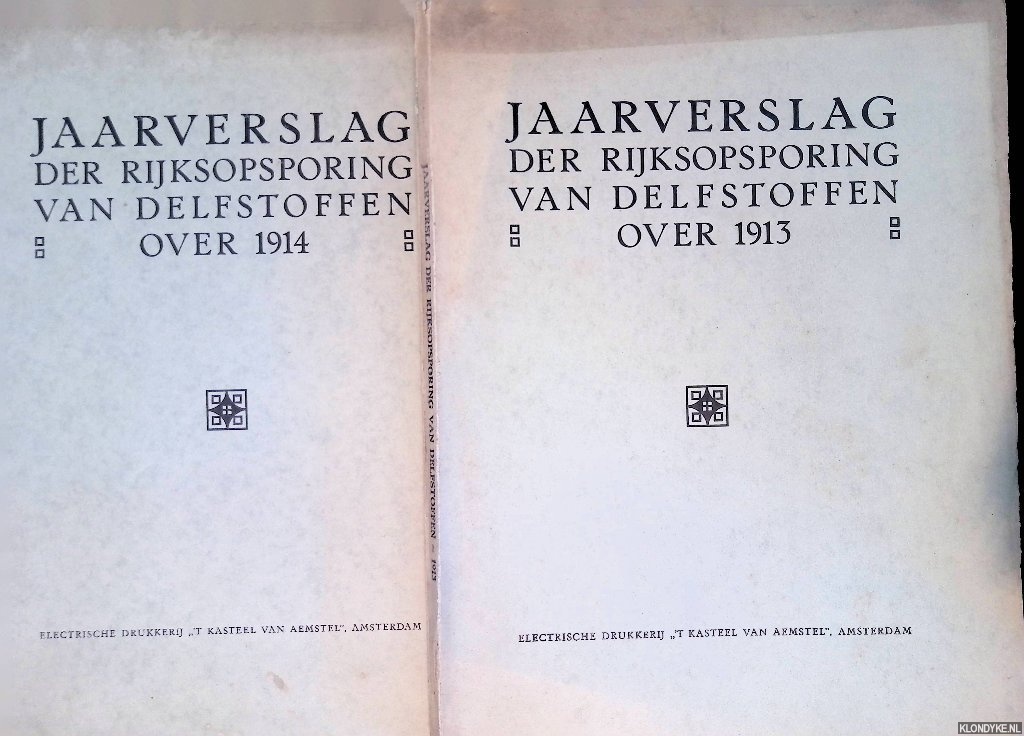 JAARVERSLAG
DER RIJKSOPSPORING
VAN DELFSTOFFEN
OVER 1914
ELECTRISCHE DRUKKERIJ „'T KASTEEL VAN AEMSTEL", AMSTERDAM
JAARVERSLAG DER RIJKSOPSPORING VAN DELFSTOFFEN - 1913
JAARVERSLAG
DER RIJKSOPSPORING
VAN DELFSTOFFEN
OVER 1913
ELECTRISCHE DRUKKERIJ „'T KASTEEL VAN AEMSTEL", AMSTERDAM
KLONDYKE.NL